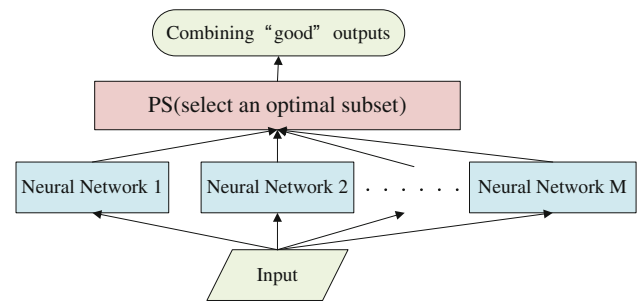 Combining “good” outputs
PS(select an optimal subset)
Neural Network 1
Neural Network 2
. . . . . .
Neural Network M
Input